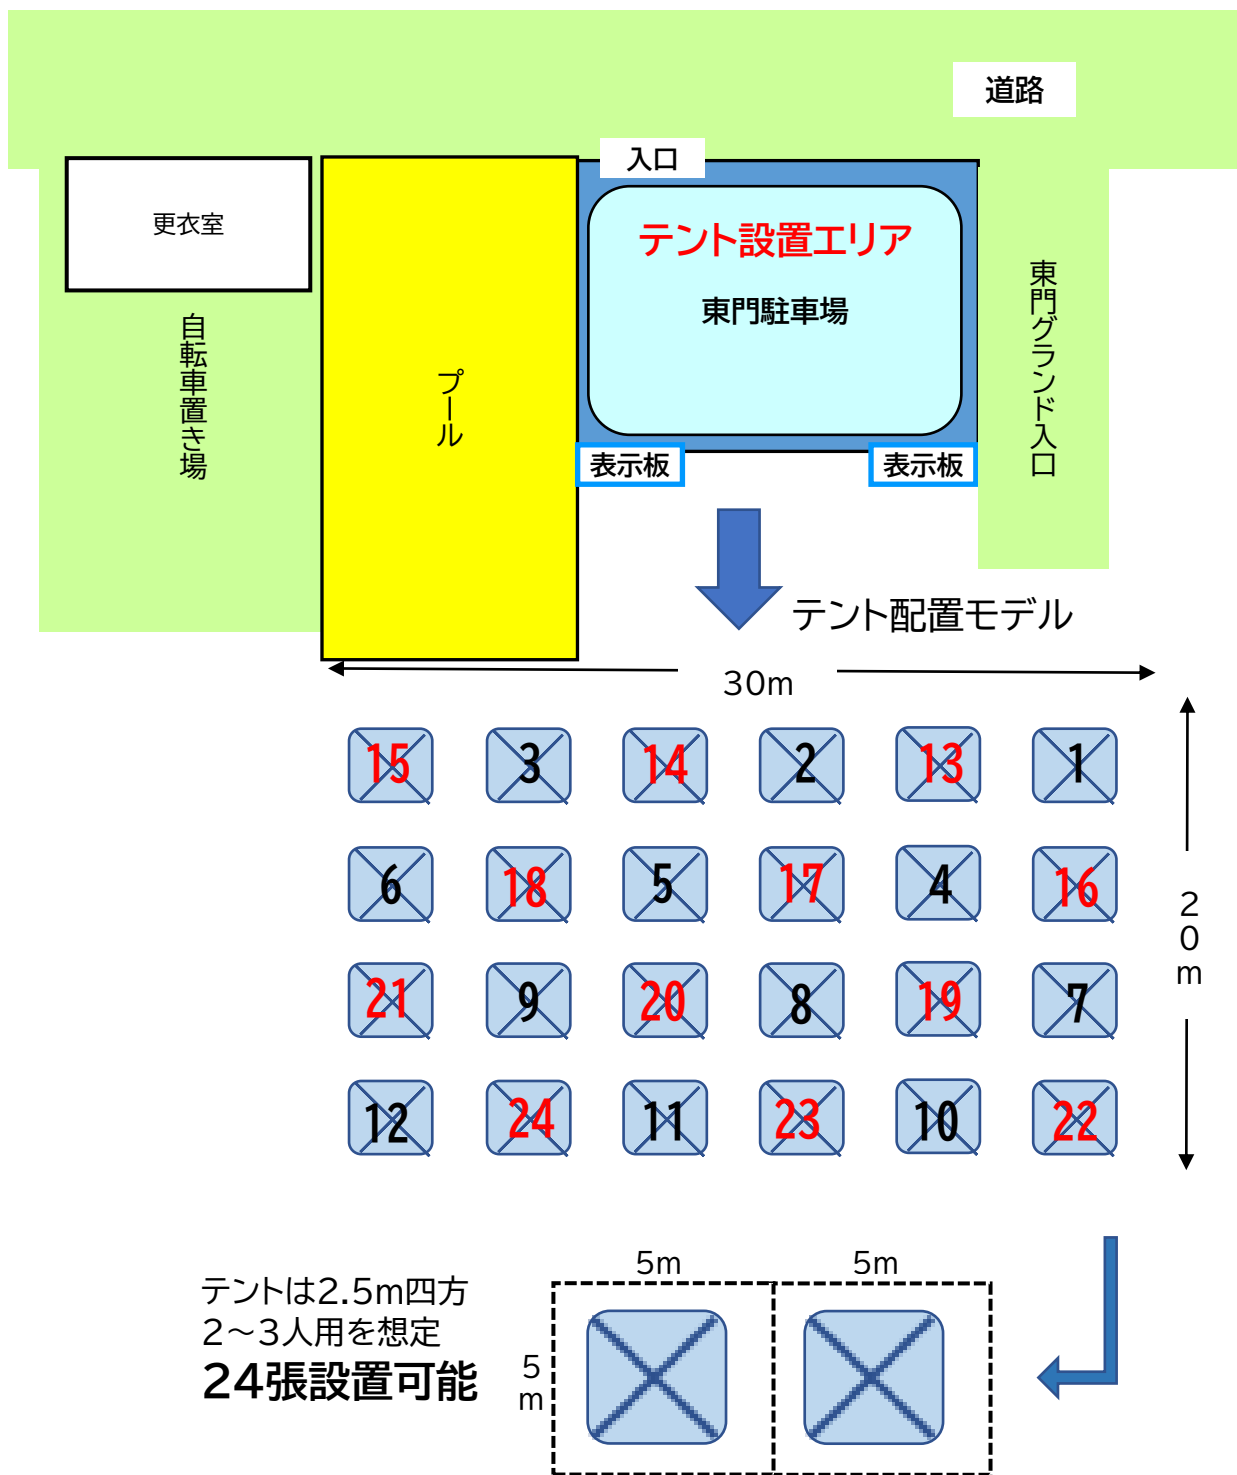 道路
入口
更衣室
テント設置エリア
東門駐車場
自転車置き場
プール
東門グランド入口
表示板
表示板
テント配置モデル
30m
15 3 14 2 13 1
6 18 5 17 4 16
20m
21 9 20 8 19 7
12 24 11 23 10 22
5m 5m
テントは2.5m四方
2～3人用を想定
24張設置可能
5m